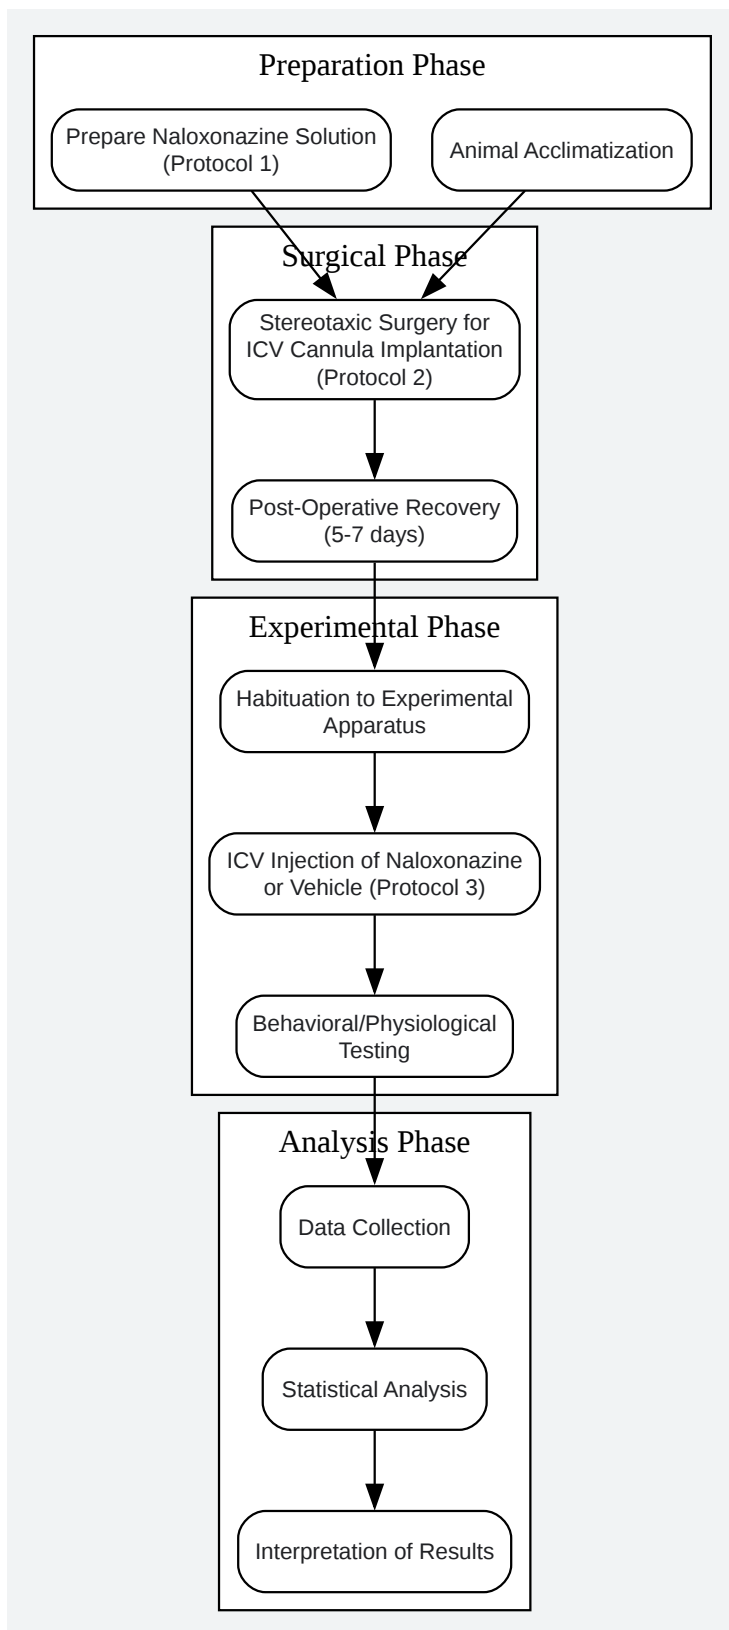 Preparation Phase
Prepare Naloxonazine Solution
(Protocol 1)
Animal Acclimatization
Surgical Phase
Stereotaxic Surgery for
ICV Cannula Implantation
(Protocol 2)
Post-Operative Recovery
(5-7 days)
Experimental Phase
Habituation to Experimental
Apparatus
ICV Injection of Naloxonazine
or Vehicle (Protocol 3)
Behavioral/Physiological
Testing
Analysis Phase
Data Collection
Statistical Analysis
Interpretation of Results